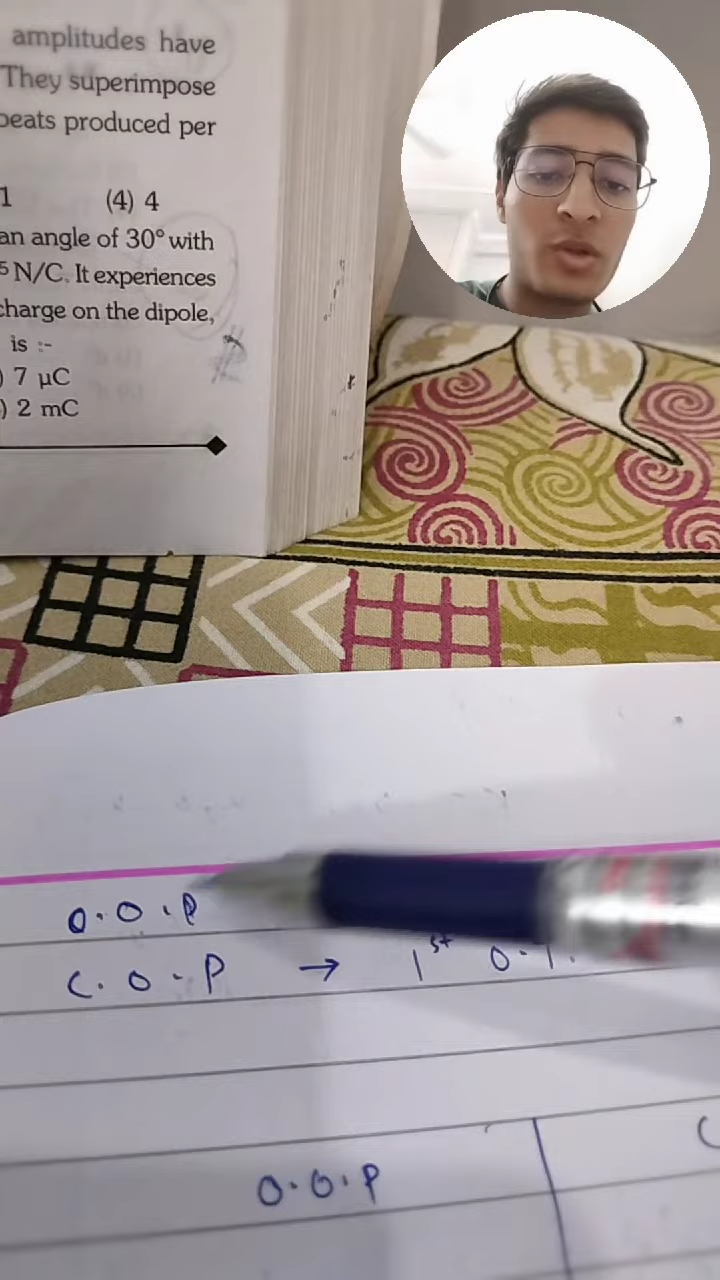 amplitudes have
They superimpose
beats produced per
1 (4) 4
an angle of 30° with
5 N/C. It experiences
charge on the dipole,
is :-
) 7 µC
) 2 mC
O.O.P
C.O.P → 1st O.
O.O.P